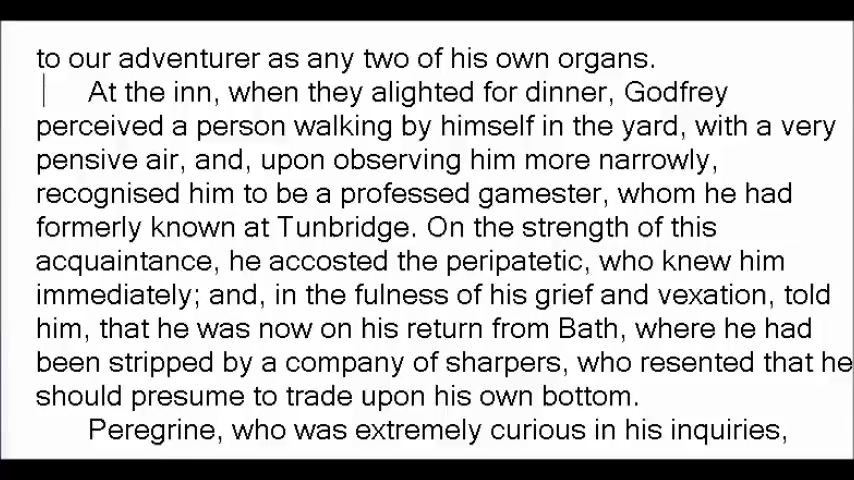 to our adventurer as any two of his own organs.
At the inn, when they alighted for dinner, Godfrey
perceived a person walking by himself in the yard, with a very
pensive air, and, upon observing him more narrowly,
recognised him to be a professed gamester, whom he had
formerly known at Tunbridge. On the strength of this
acquaintance, he accosted the peripatetic, who knew him
immediately; and, in the fulness of his grief and vexation, told
him, that he was now on his return from Bath, where he had
been stripped by a company of sharpers, who resented that he
should presume to trade upon his own bottom.
Peregrine, who was extremely curious in his inquiries,